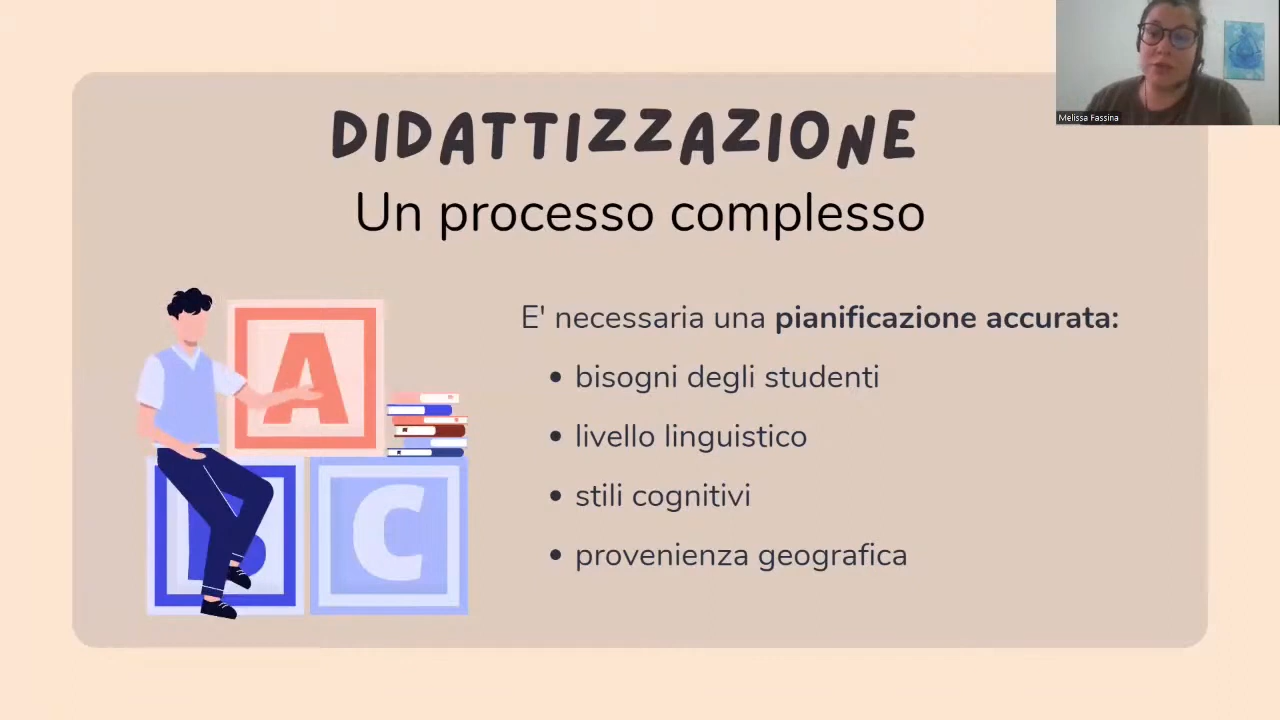 DIDATTIZZAZIONE
Un processo complesso
Melissa Fassina
E' necessaria una pianificazione accurata:
• bisogni degli studenti
• livello linguistico
• stili cognitivi
• provenienza geografica
A
B
C